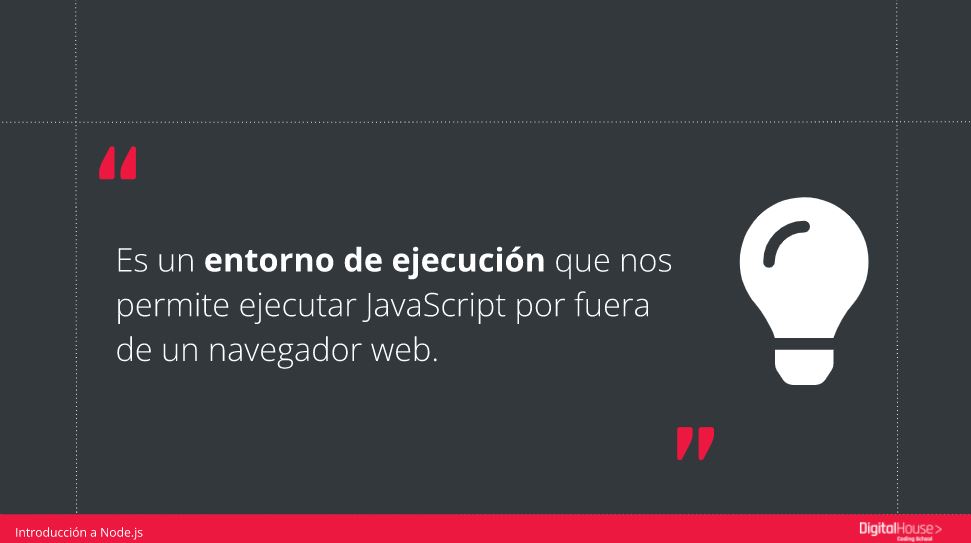 “
Es un entorno de ejecución que nos
permite ejecutar JavaScript por fuera
de un navegador web.
”
Introducción a Node.js
DigitalHouse>
Coding School